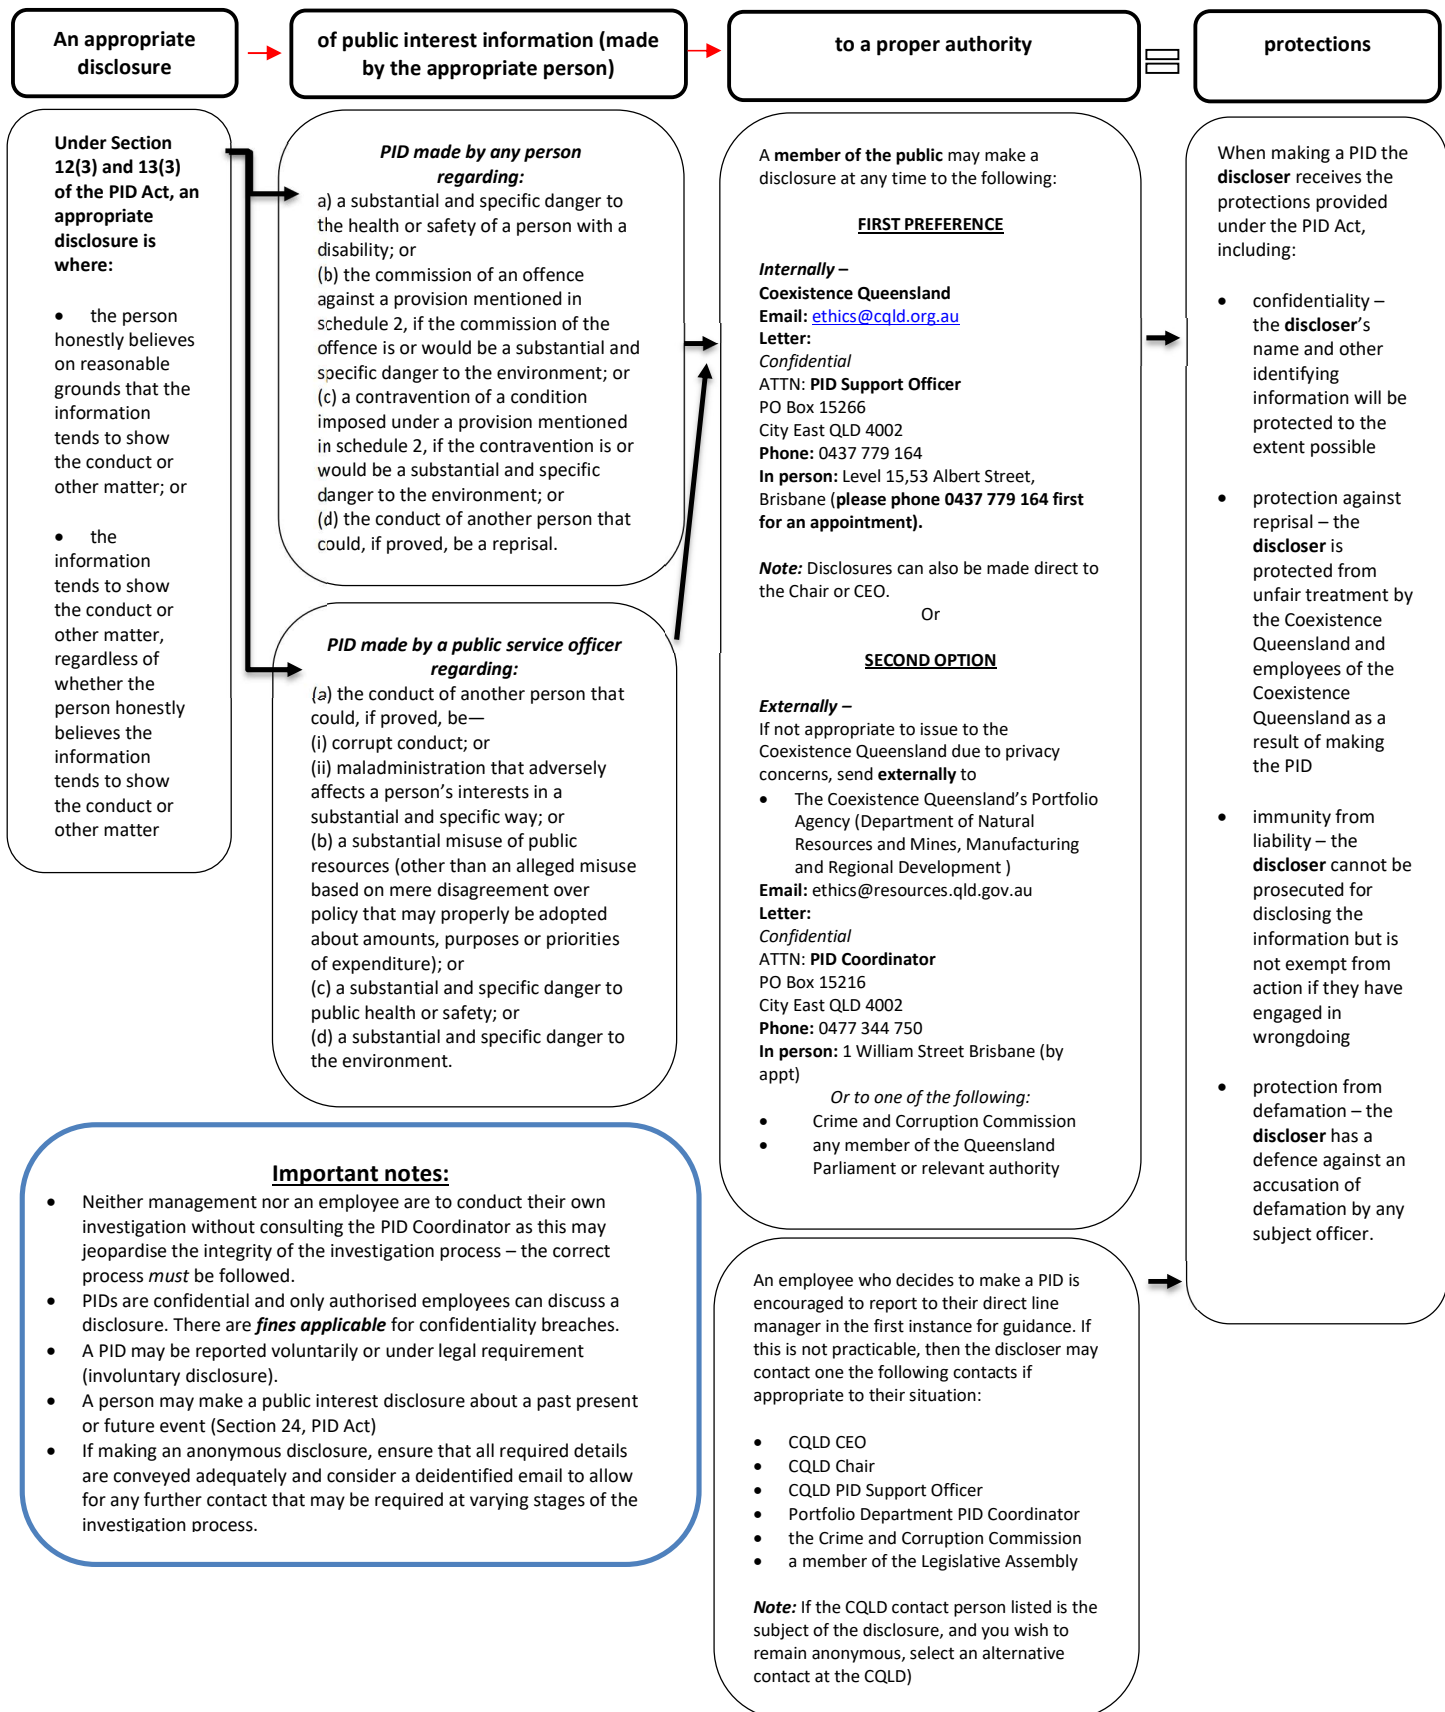 An appropriate
disclosure
of public interest information (made
by the appropriate person)
to a proper authority
protections
Under Section
12(3) and 13(3)
of the PID Act, an
appropriate
disclosure is
where:
• the person
honestly believes
on reasonable
grounds that the
information
tends to show
the conduct or
other matter; or
• the
information
tends to show
the conduct or
other matter,
regardless of
whether the
person honestly
believes the
information
tends to show
the conduct or
other matter
PID made by any person
regarding:
a) a substantial and specific danger to
the health or safety of a person with a
disability; or
(b) the commission of an offence
against a provision mentioned in
schedule 2, if the commission of the
offence is or would be a substantial and
specific danger to the environment; or
(c) a contravention of a condition
imposed under a provision mentioned
in schedule 2, if the contravention is or
would be a substantial and specific
danger to the environment; or
(d) the conduct of another person that
could, if proved, be a reprisal.
PID made by a public service officer
regarding:
(a) the conduct of another person that
could, if proved, be—
(i) corrupt conduct; or
(ii) maladministration that adversely
affects a person's interests in a
substantial and specific way; or
(b) a substantial misuse of public
resources (other than an alleged misuse
based on mere disagreement over
policy that may properly be adopted
about amounts, purposes or priorities
of expenditure); or
(c) a substantial and specific danger to
public health or safety; or
(d) a substantial and specific danger to
the environment.
A member of the public may make a
disclosure at any time to the following:
FIRST PREFERENCE
Internally –
Coexistence Queensland
Email: ethics@cqld.org.au
Letter:
Confidential
ATTN: PID Support Officer
PO Box 15266
City East QLD 4002
Phone: 0437 779 164
In person: Level 15,53 Albert Street,
Brisbane (please phone 0437 779 164 first
for an appointment).
Note: Disclosures can also be made direct to
the Chair or CEO.
Or
SECOND OPTION
Externally –
If not appropriate to issue to the
Coexistence Queensland due to privacy
concerns, send externally to
• The Coexistence Queensland's Portfolio
Agency (Department of Natural
Resources and Mines, Manufacturing
and Regional Development )
Email: ethics@resources.qld.gov.au
Letter:
Confidential
ATTN: PID Coordinator
PO Box 15216
City East QLD 4002
Phone: 0477 344 750
In person: 1 William Street Brisbane (by
appt)
Or to one of the following:
• Crime and Corruption Commission
• any member of the Queensland
Parliament or relevant authority
An employee who decides to make a PID is
encouraged to report to their direct line
manager in the first instance for guidance. If
this is not practicable, then the discloser may
contact one the following contacts if
appropriate to their situation:
• CQLD CEO
• CQLD Chair
• CQLD PID Support Officer
• Portfolio Department PID Coordinator
• the Crime and Corruption Commission
• a member of the Legislative Assembly
Note: If the CQLD contact person listed is the
subject of the disclosure, and you wish to
remain anonymous, select an alternative
contact at the CQLD)
When making a PID the
discloser receives the
protections provided
under the PID Act,
including:
• confidentiality –
the discloser's
name and other
identifying
information will be
protected to the
extent possible
• protection against
reprisal – the
discloser is
protected from
unfair treatment by
the Coexistence
Queensland and
employees of the
Coexistence
Queensland as a
result of making
the PID
• immunity from
liability – the
discloser cannot be
prosecuted for
disclosing the
information but is
not exempt from
action if they have
engaged in
wrongdoing
• protection from
defamation – the
discloser has a
defence against an
accusation of
defamation by any
subject officer.
Important notes:
• Neither management nor an employee are to conduct their own
investigation without consulting the PID Coordinator as this may
jeopardise the integrity of the investigation process – the correct
process must be followed.
• PIDs are confidential and only authorised employees can discuss a
disclosure. There are fines applicable for confidentiality breaches.
• A PID may be reported voluntarily or under legal requirement
(involuntary disclosure).
• A person may make a public interest disclosure about a past present
or future event (Section 24, PID Act)
• If making an anonymous disclosure, ensure that all required details
are conveyed adequately and consider a deidentified email to allow
for any further contact that may be required at varying stages of the
investigation process.